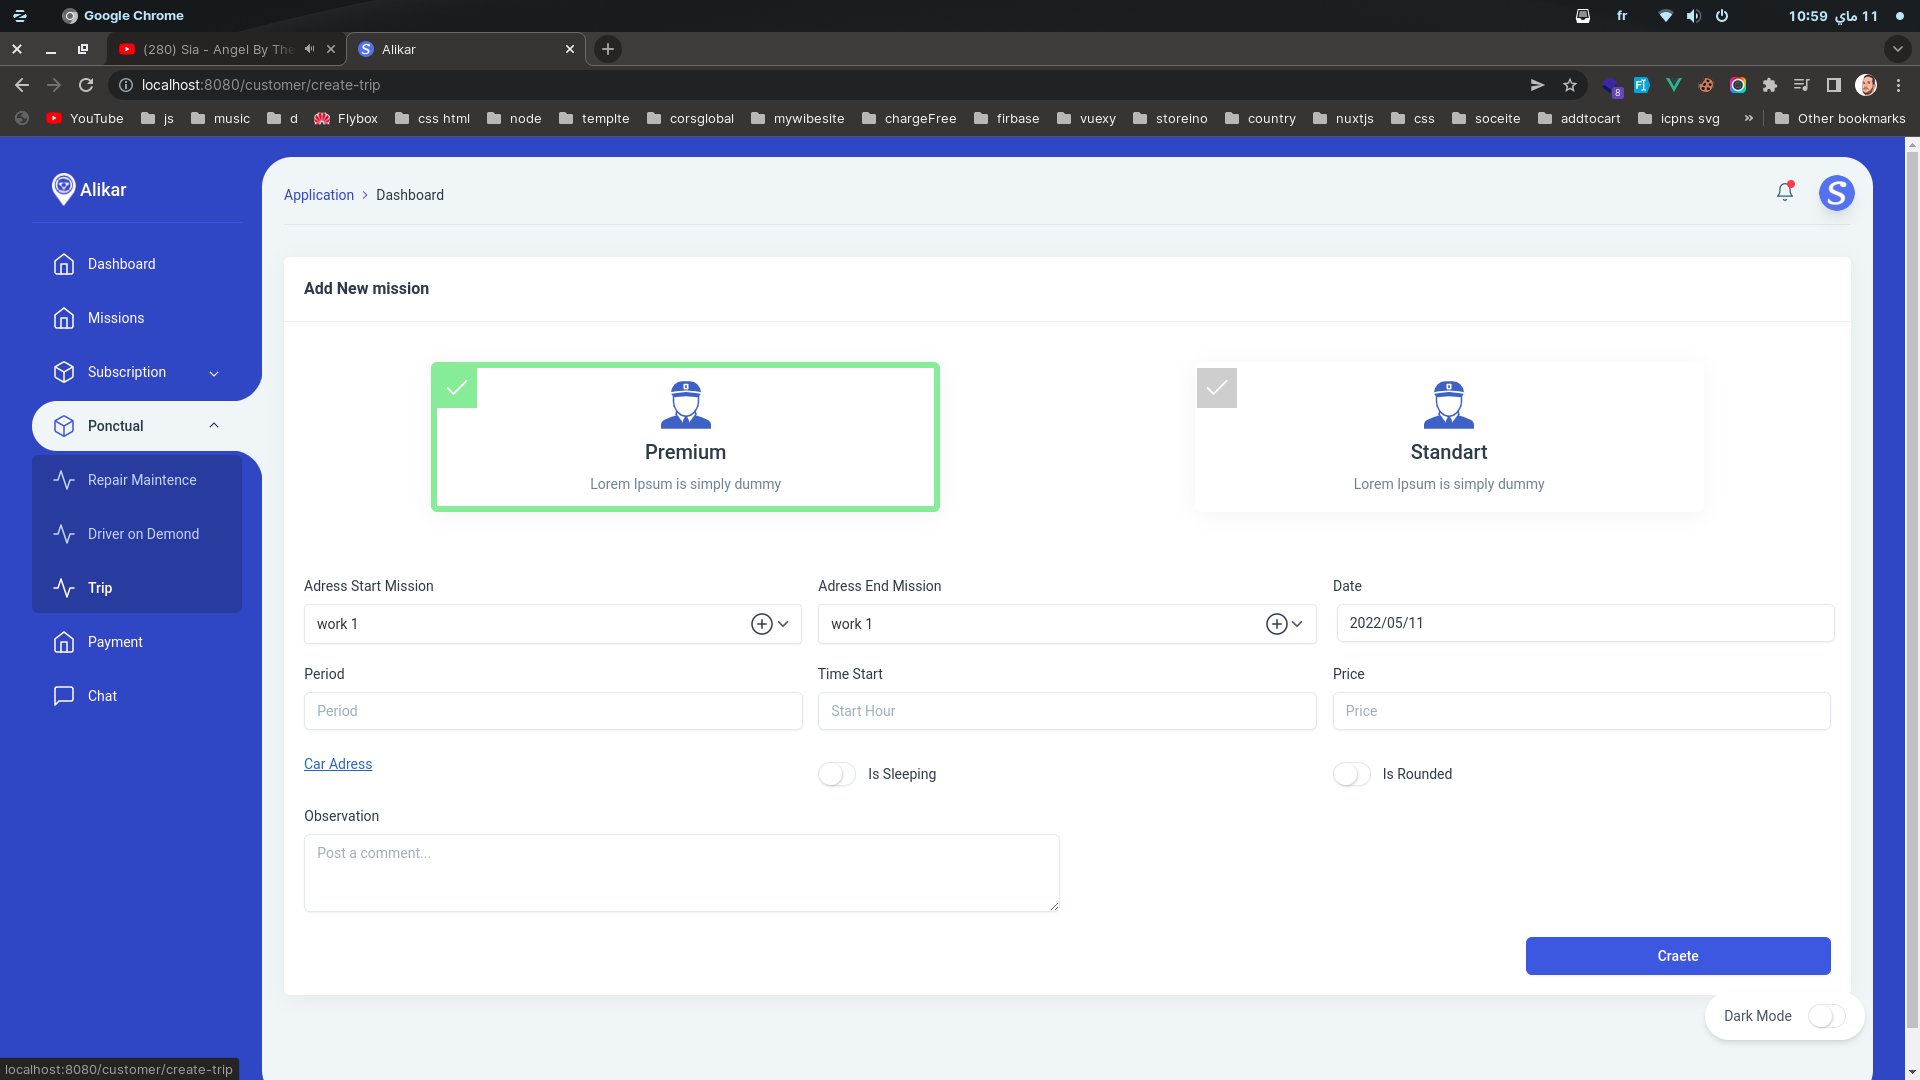 Google Chrome
fr
11 ماي 10:59
(280) Sia - Angel By The
Alikar
localhost:8080/customer/create-trip
8
YouTube
js
music
d
Flybox
css html
node
templte
corsglobal
mywibesite
chargeFree
firbase
vuexy
storeino
country
nuxtjs
css
soceite
addtocart
icpns svg
»
Other bookmarks
Alikar
Application > Dashboard
S
Dashboard
Missions
Subscription
Ponctual
Repair Maintence
Driver on Demond
Trip
Payment
Chat
Add New mission
Premium
Lorem Ipsum is simply dummy
Standart
Lorem Ipsum is simply dummy
Adress Start Mission
Adress End Mission
Date
work 1
work 1
2022/05/11
Period
Time Start
Price
Period
Start Hour
Price
Car Adress
Is Sleeping
Is Rounded
Observation
Post a comment...
Craete
Dark Mode
localhost:8080/customer/create-trip